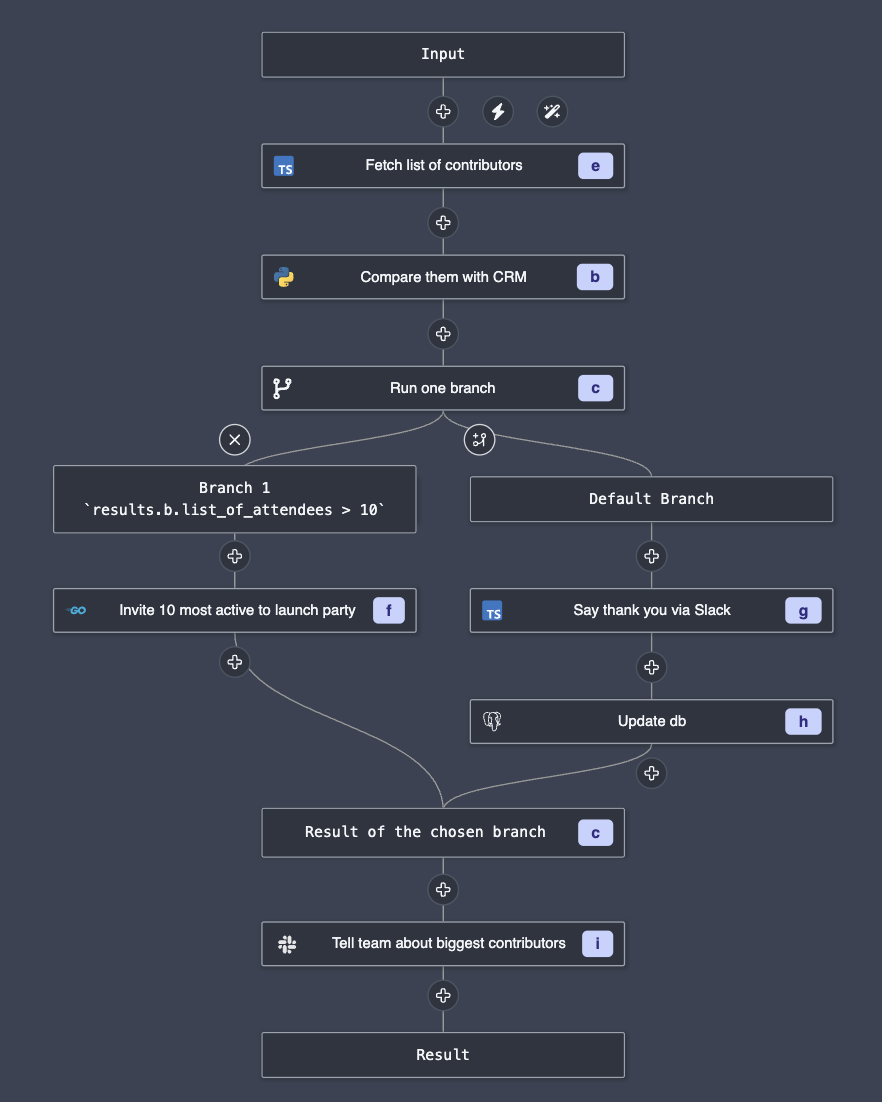 Input
TS Fetch list of contributors e
Compare them with CRM b
Run one branch c
Branch 1
`results.b.list_of_attendees > 10`
Default Branch
GO Invite 10 most active to launch party f
TS Say thank you via Slack g
Update db h
Result of the chosen branch c
Tell team about biggest contributors i
Result